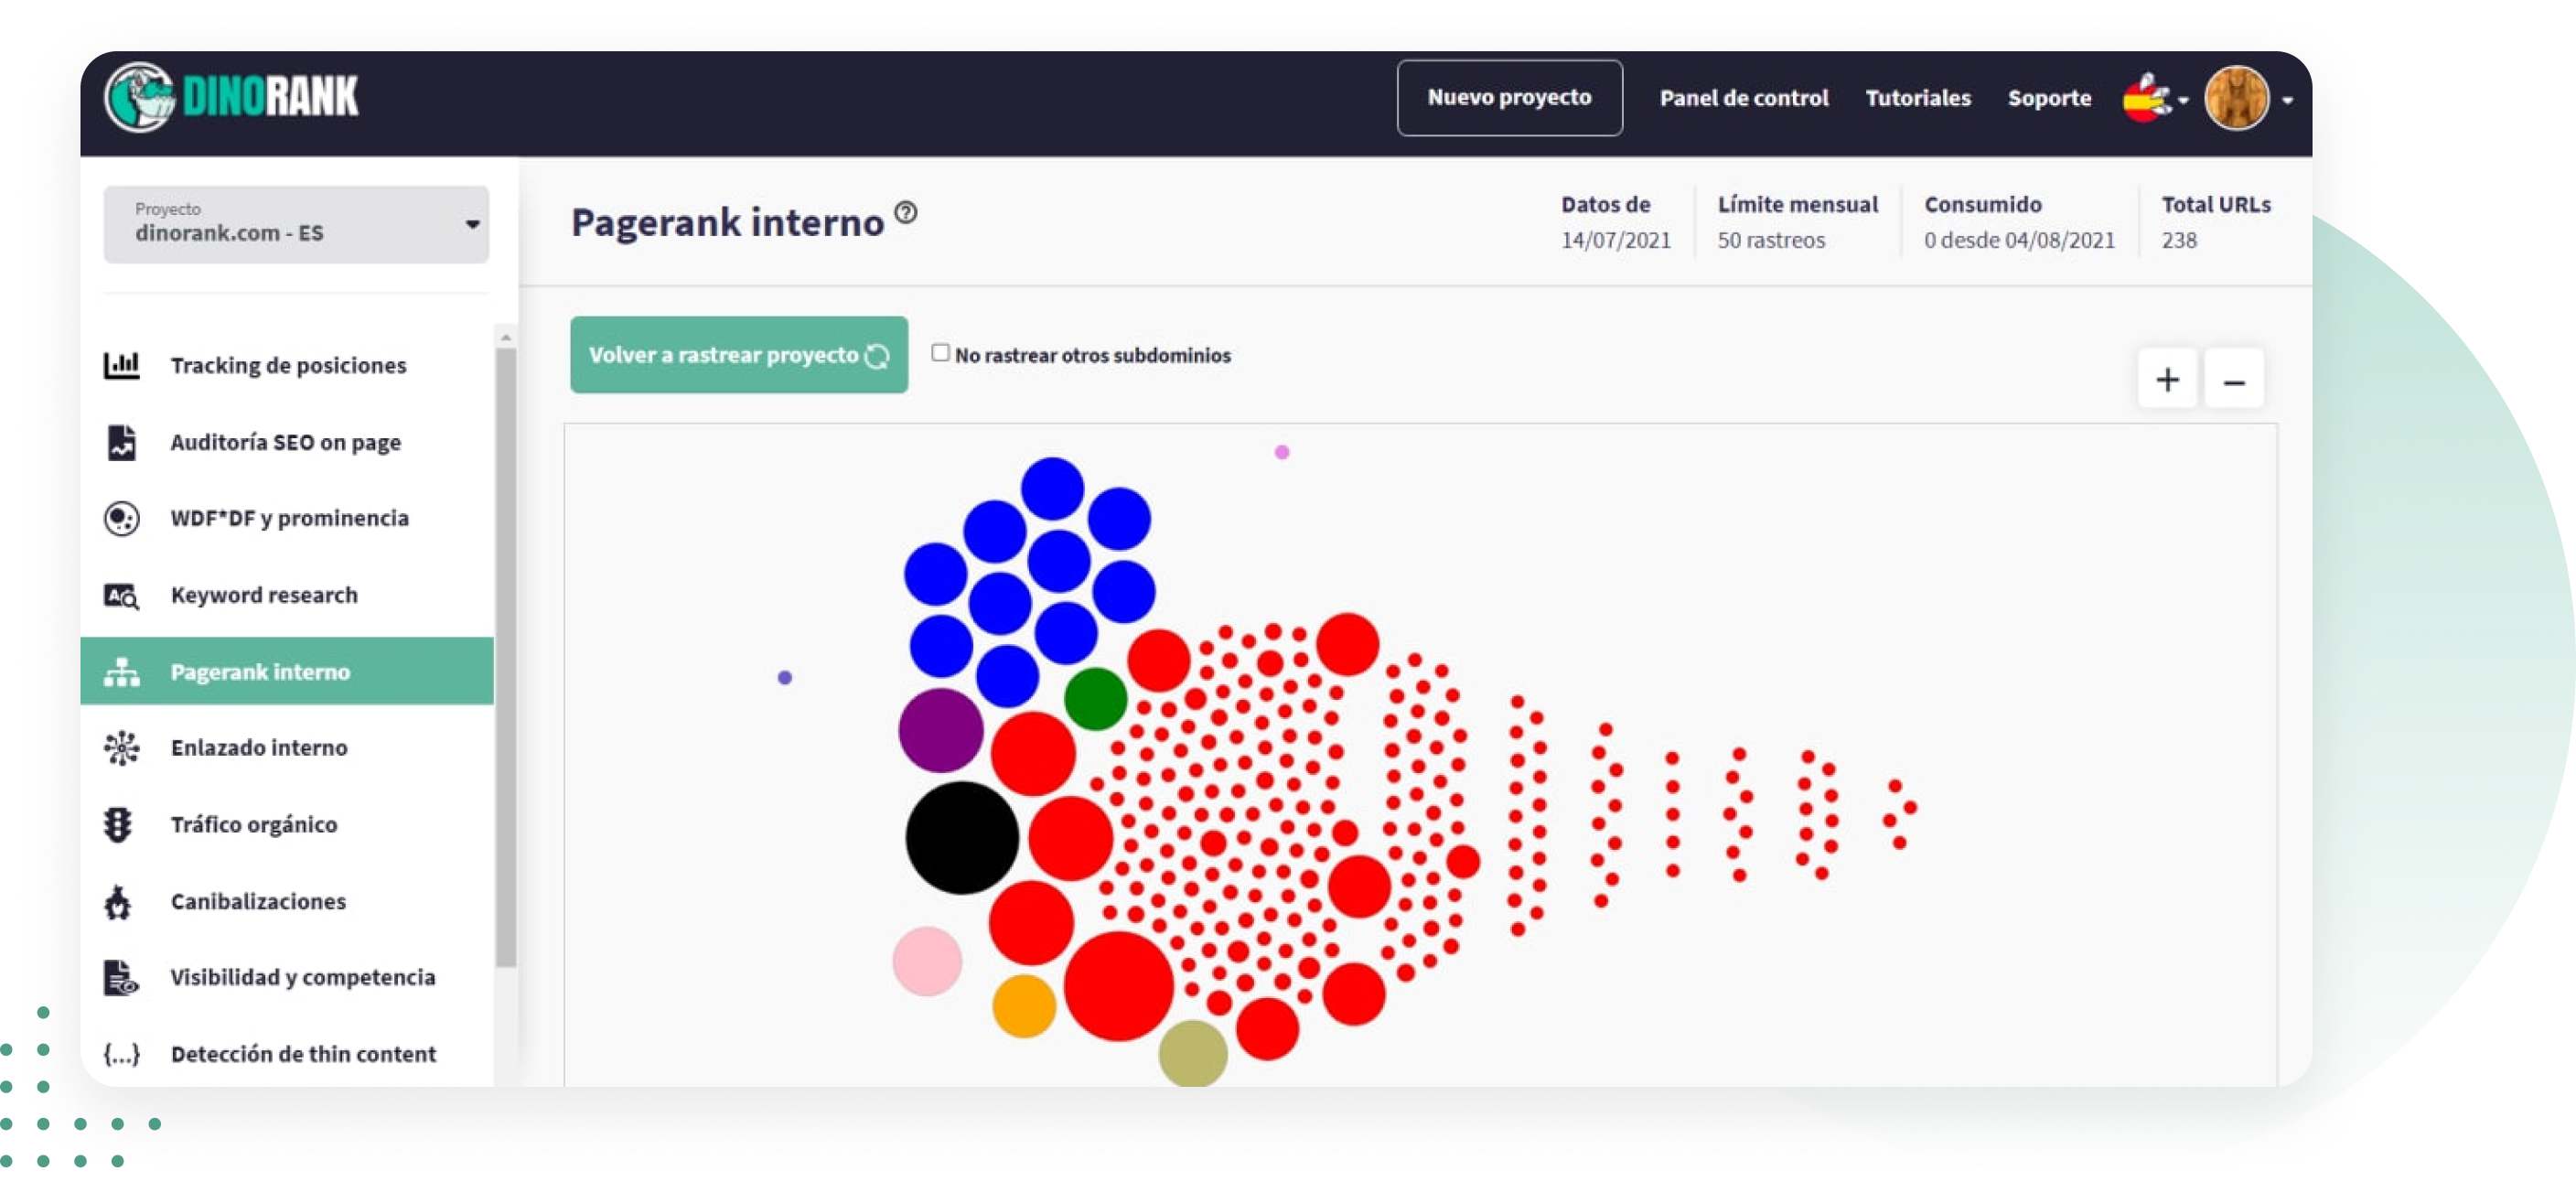 DINORANK
Nuevo proyecto
Panel de control
Tutoriales
Soporte
Proyecto
dinorank.com - ES
Tracking de posiciones
Auditoría SEO on page
WDF*DF y prominencia
Keyword research
Pagerank interno
Enlazado interno
Tráfico orgánico
Canibalizaciones
Visibilidad y competencia
{...} Detección de thin content
Pagerank interno ?
Datos de
14/07/2021
Límite mensual
50 rastreos
Consumido
0 desde 04/08/2021
Total URLs
238
Volver a rastrear proyecto
No rastrear otros subdominios
+
−